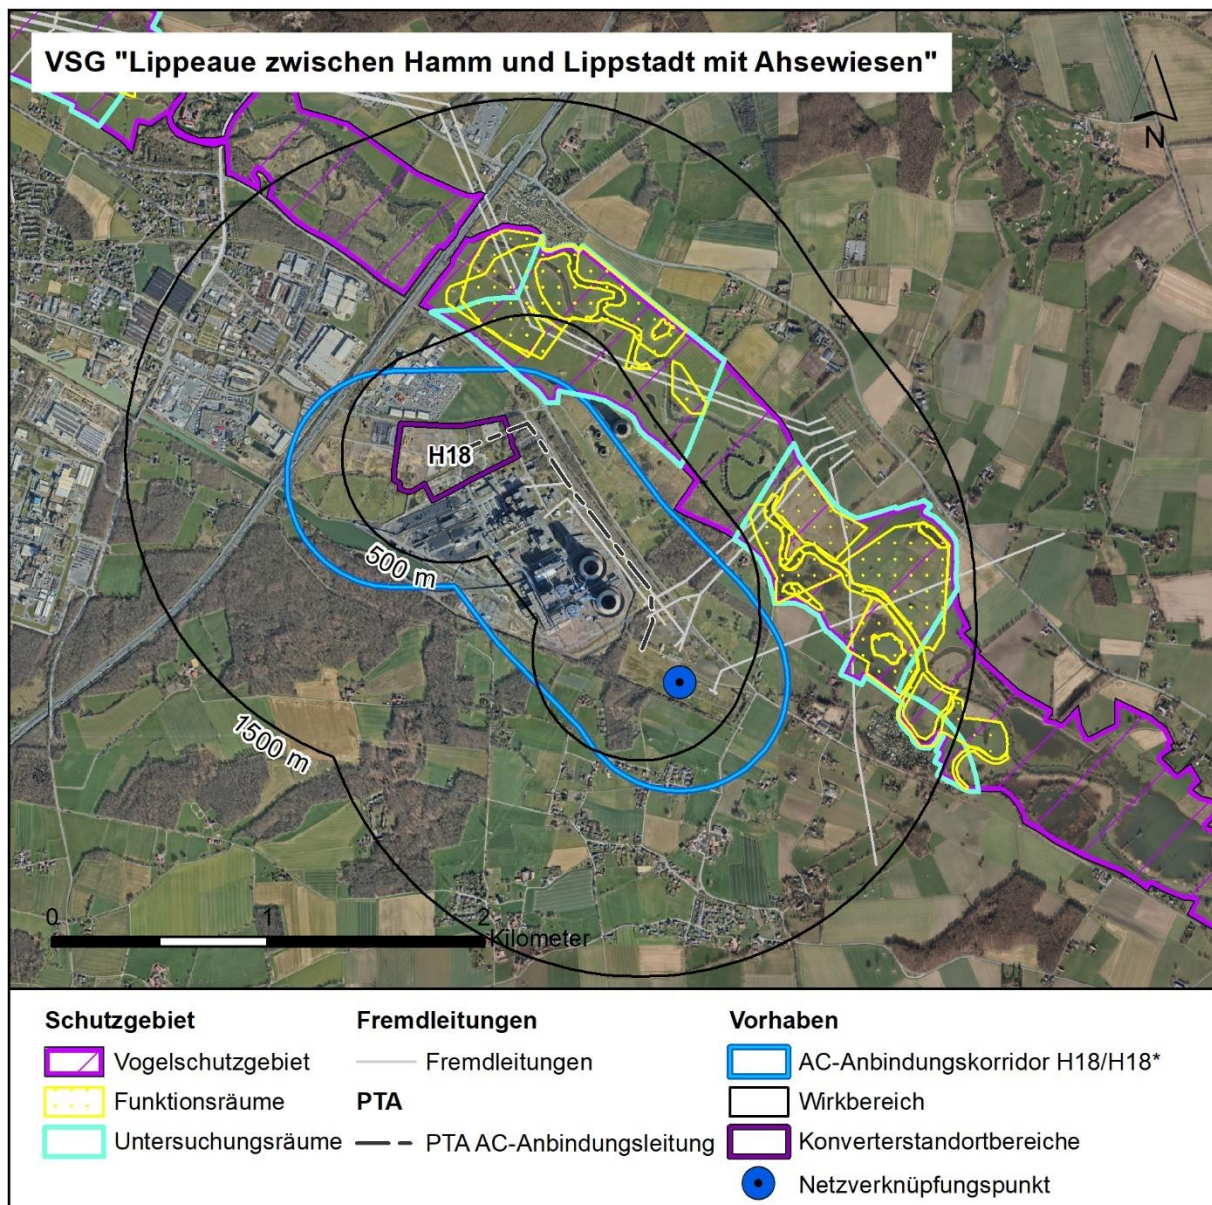 VSG "Lippeaue zwischen Hamm und Lippstadt mit Ahsewiesen"
N
H18
500 m
1500 m
0 1 2
Kilometer
Schutzgebiet
Vogelschutzgebiet
Funktionsräume
Untersuchungsräume
Fremdleitungen
Fremdleitungen
PTA
PTA AC-Anbindungsleitung
Vorhaben
AC-Anbindungskorridor H18/H18*
Wirkbereich
Konverterstandortbereiche
Netzverknüpfungspunkt